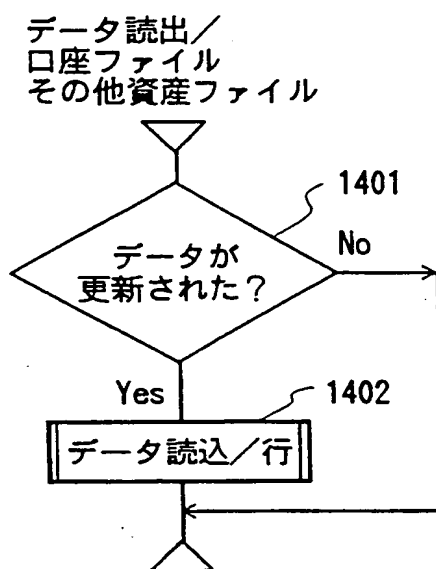 データ読出／
口座ファイル
その他資産ファイル
1401
データが
更新された？
No
Yes
1402
データ読込／行